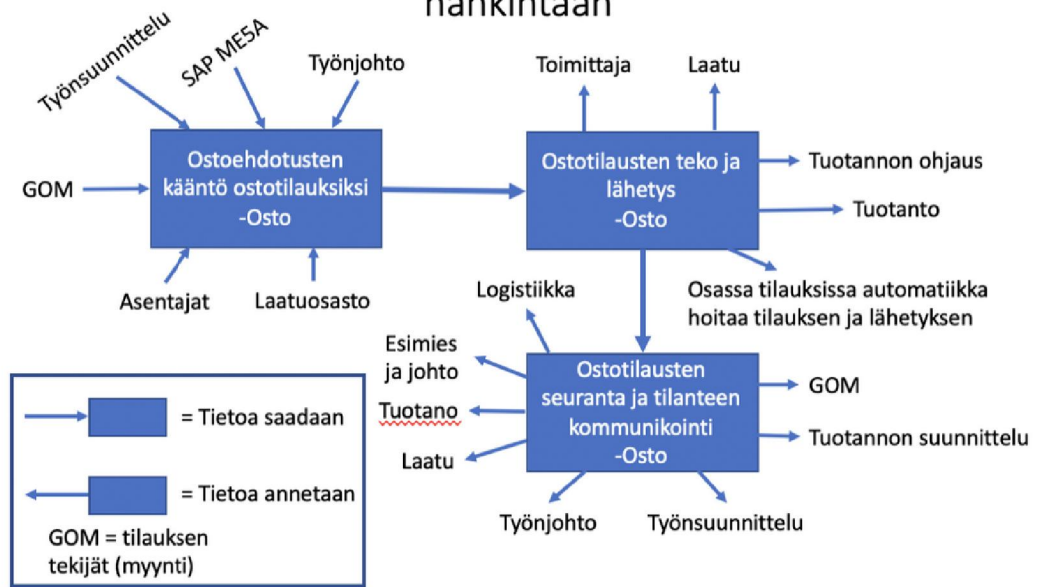 hankintaan
Työnsuunnittelu
SAP ME5A
Työnjohto
GOM
Ostoehdotusten
kääntö ostotilauksiksi
-Osto
Asentajat
Laatuosasto
Toimittaja
Laatu
Ostotilausten teko ja
lähetys
-Osto
Tuotannon ohjaus
Tuotanto
Osassa tilauksissa automatiikka
hoitaa tilauksen ja lähetyksen
Logistiikka
Esimies
ja johto
Tuotano
Laatu
Ostotilausten
seuranta ja tilanteen
kommunikointi
-Osto
GOM
Tuotannon suunnittelu
Työnjohto
Työnsuunnittelu
= Tietoa saadaan
= Tietoa annetaan
GOM = tilauksen
tekijät (myynti)